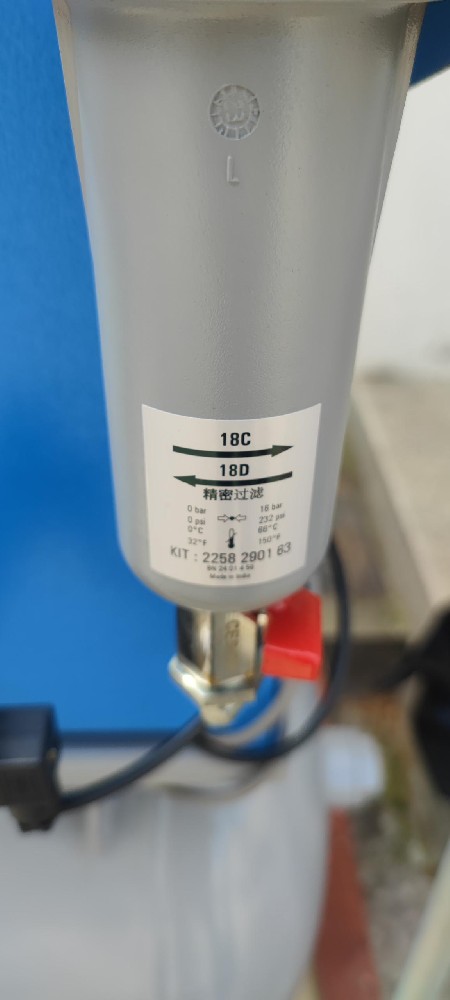 L
18C
18D
精密过滤
0 bar 16 bar
0 psi 232 psi
0°C 66°C
32°F 150°F
KIT : 2258 2901 63
Made in India